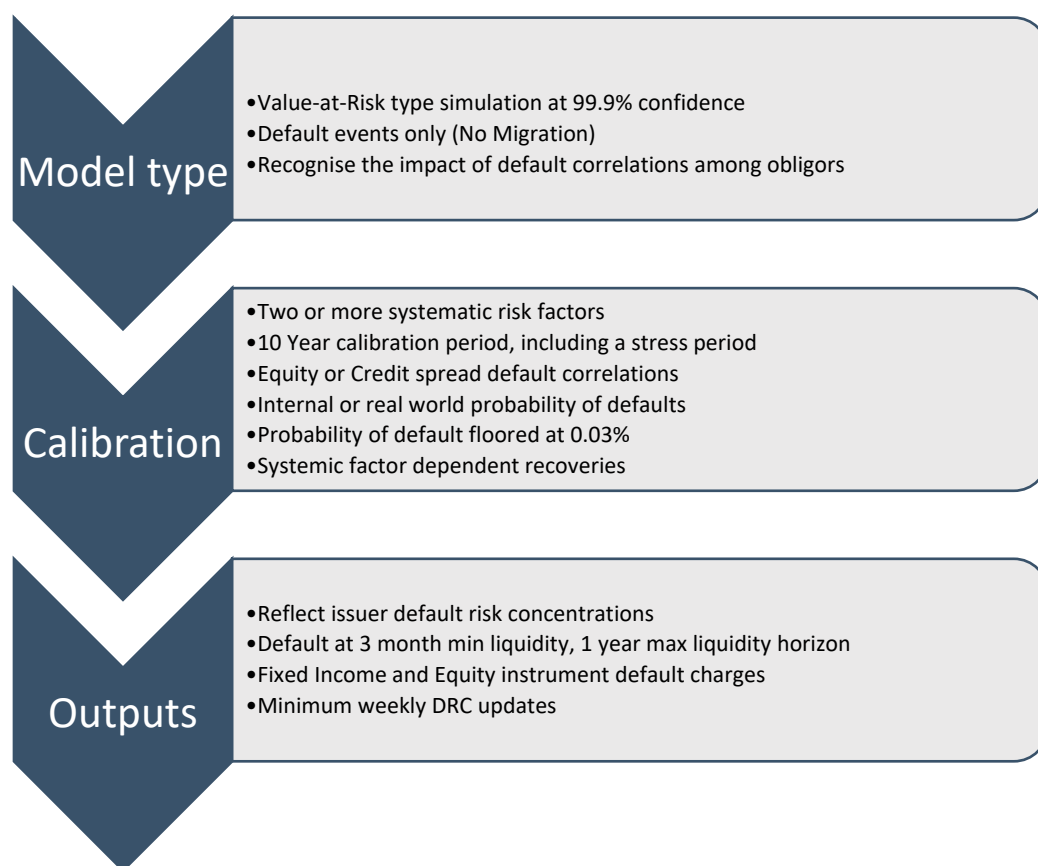 Model type
•Value-at-Risk type simulation at 99.9% confidence
•Default events only (No Migration)
•Recognise the impact of default correlations among obligors
Calibration
•Two or more systematic risk factors
•10 Year calibration period, including a stress period
•Equity or Credit spread default correlations
•Internal or real world probability of defaults
•Probability of default floored at 0.03%
•Systemic factor dependent recoveries
Outputs
•Reflect issuer default risk concentrations
•Default at 3 month min liquidity, 1 year max liquidity horizon
•Fixed Income and Equity instrument default charges
•Minimum weekly DRC updates